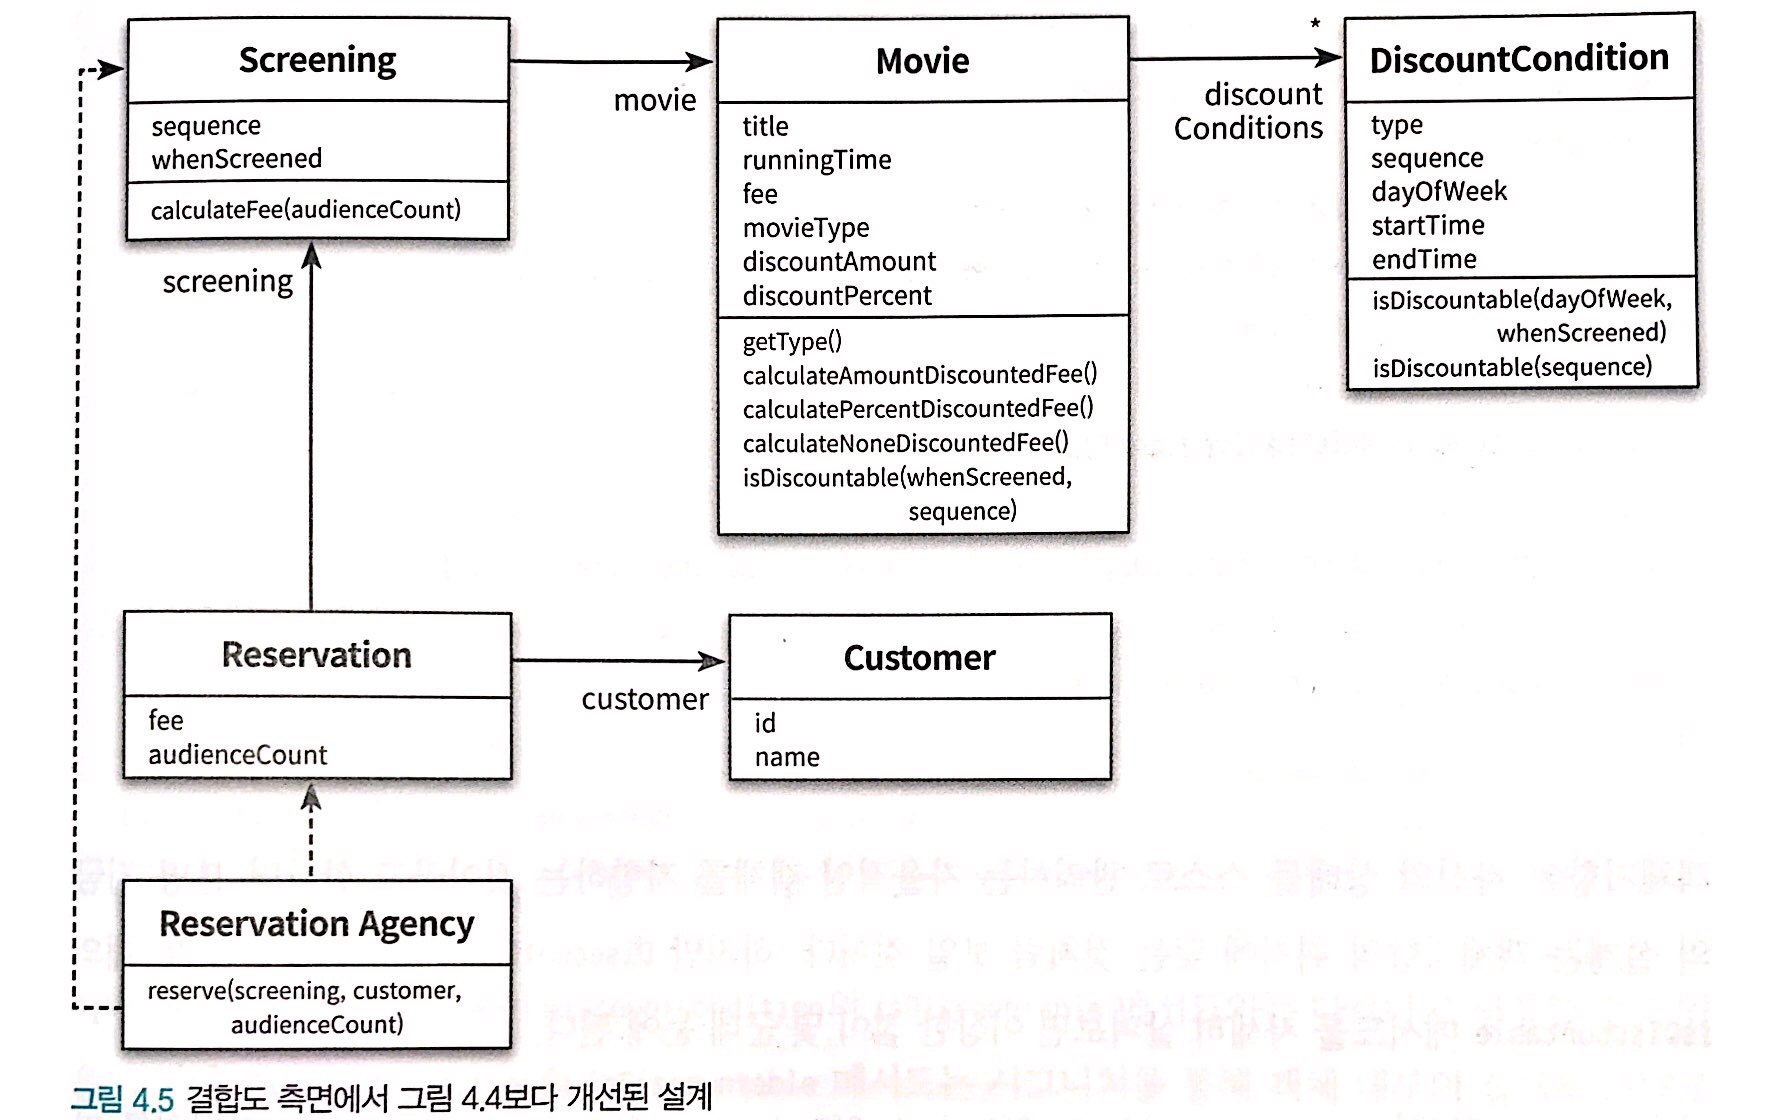 Screening
sequence
whenScreened
calculateFee(audienceCount)
movie
Movie
title
runningTime
fee
movieType
discountAmount
discountPercent
getType()
calculateAmountDiscountedFee()
calculatePercentDiscountedFee()
calculateNoneDiscountedFee()
isDiscountable(whenScreened,
sequence)
*
discount
Conditions
DiscountCondition
type
sequence
dayOfWeek
startTime
endTime
isDiscountable(dayOfWeek,
whenScreened)
isDiscountable(sequence)
screening
Reservation
fee
audienceCount
customer
Customer
id
name
Reservation Agency
reserve(screening, customer,
audienceCount)
그림 4.5 결합도 측면에서 그림 4.4보다 개선된 설계